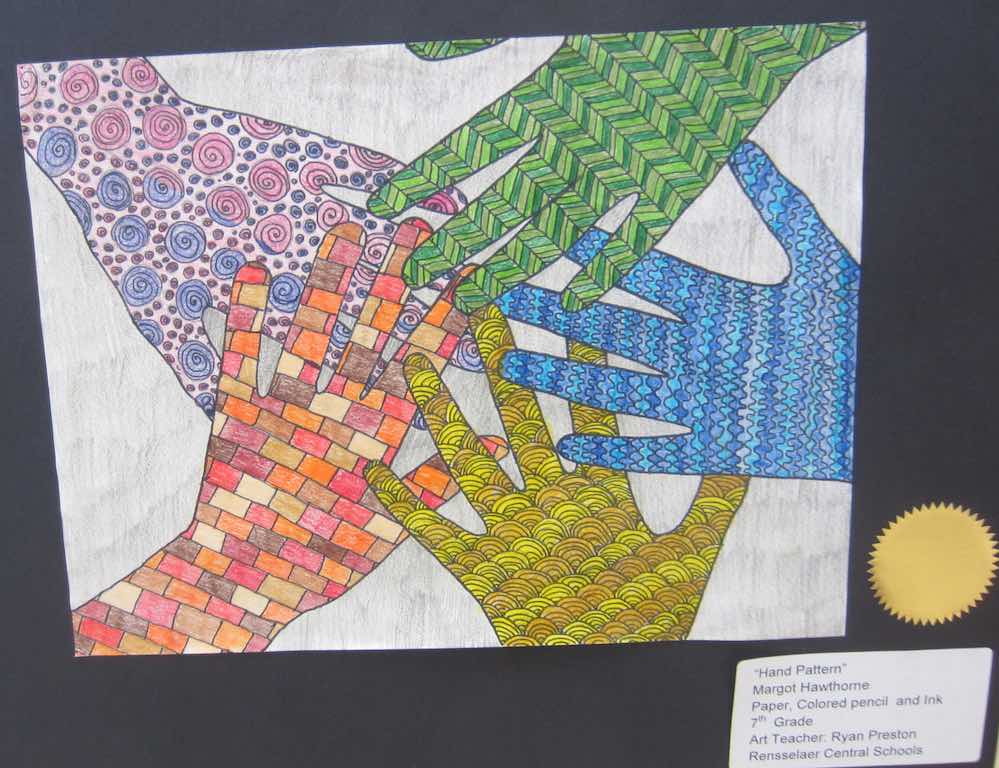 "Hand Pattern"
Margot Hawthorne
Paper, Colored pencil and Ink
7th Grade
Art Teacher: Ryan Preston
Rensselaer Central Schools